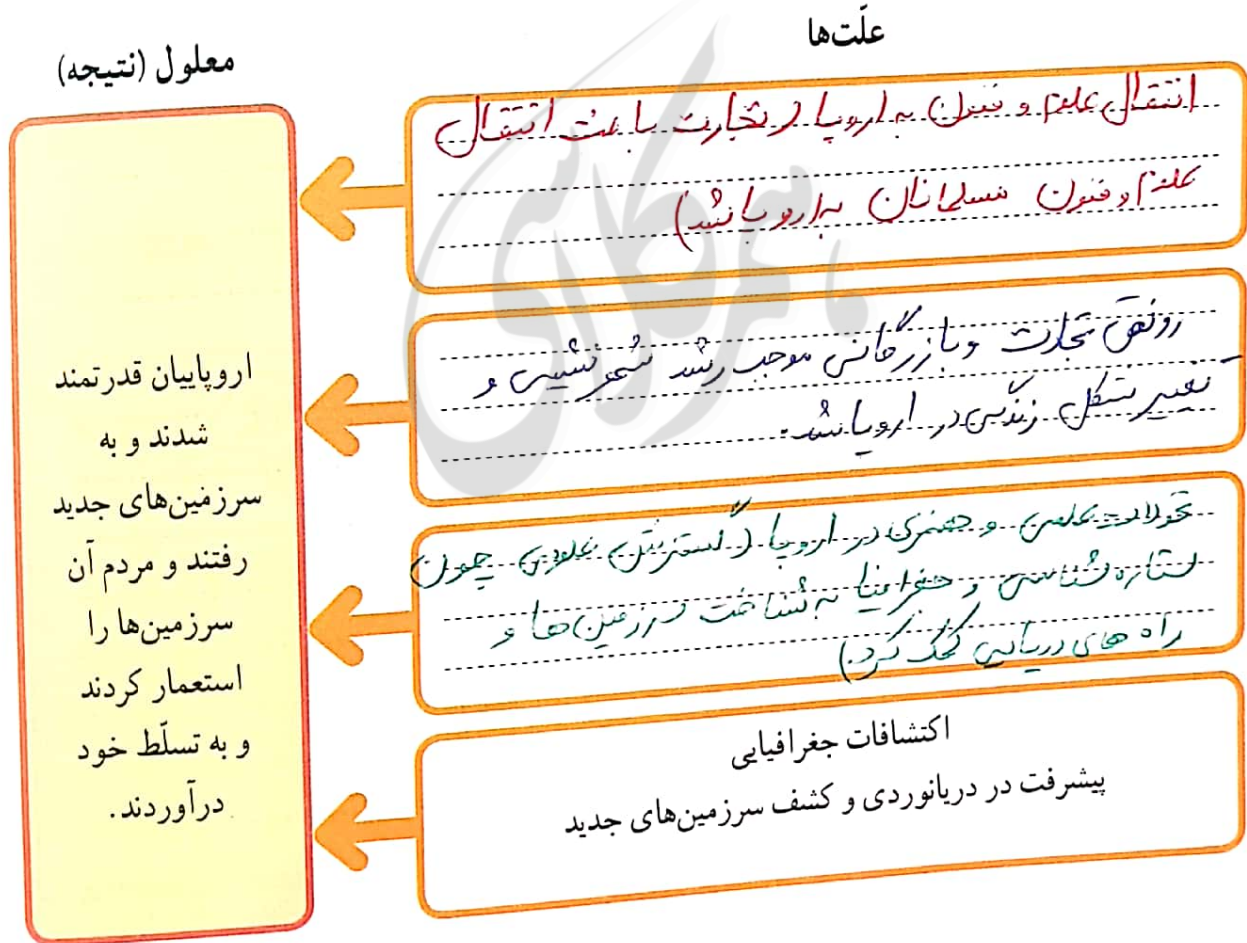 علّت‌ها
معلول (نتیجه)
انتقال علوم و فنون به اروپا (تجارت باعث انتقال
علوم و فنون مسلمانان به اروپا شد)
رونق تجارت و بازرگانی موجب رشد شهرنشینی و
تغییر شکل زندگی در اروپا شد.
تحولات علمی و هنری در اروپا (گسترش علومی چون
ستاره شناسی و جغرافیا به شناخت سرزمین ها و
راه های دریایی کمک کرد)
اکتشافات جغرافیایی
پیشرفت در دریانوردی و کشف سرزمین‌های جدید
اروپاییان قدرتمند
شدند و به
سرزمین‌های جدید
رفتند و مردم آن
سرزمین‌ها را
استعمار کردند
و به تسلّط خود
درآوردند.